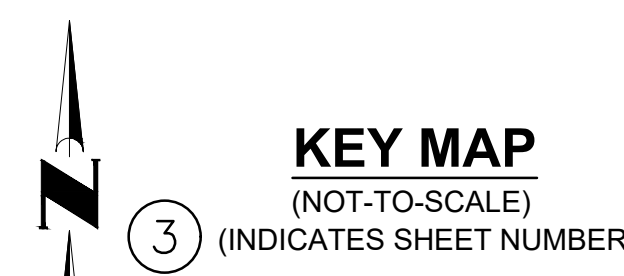 KEY MAP
(NOT-TO-SCALE)
N
3 (INDICATES SHEET NUMBER